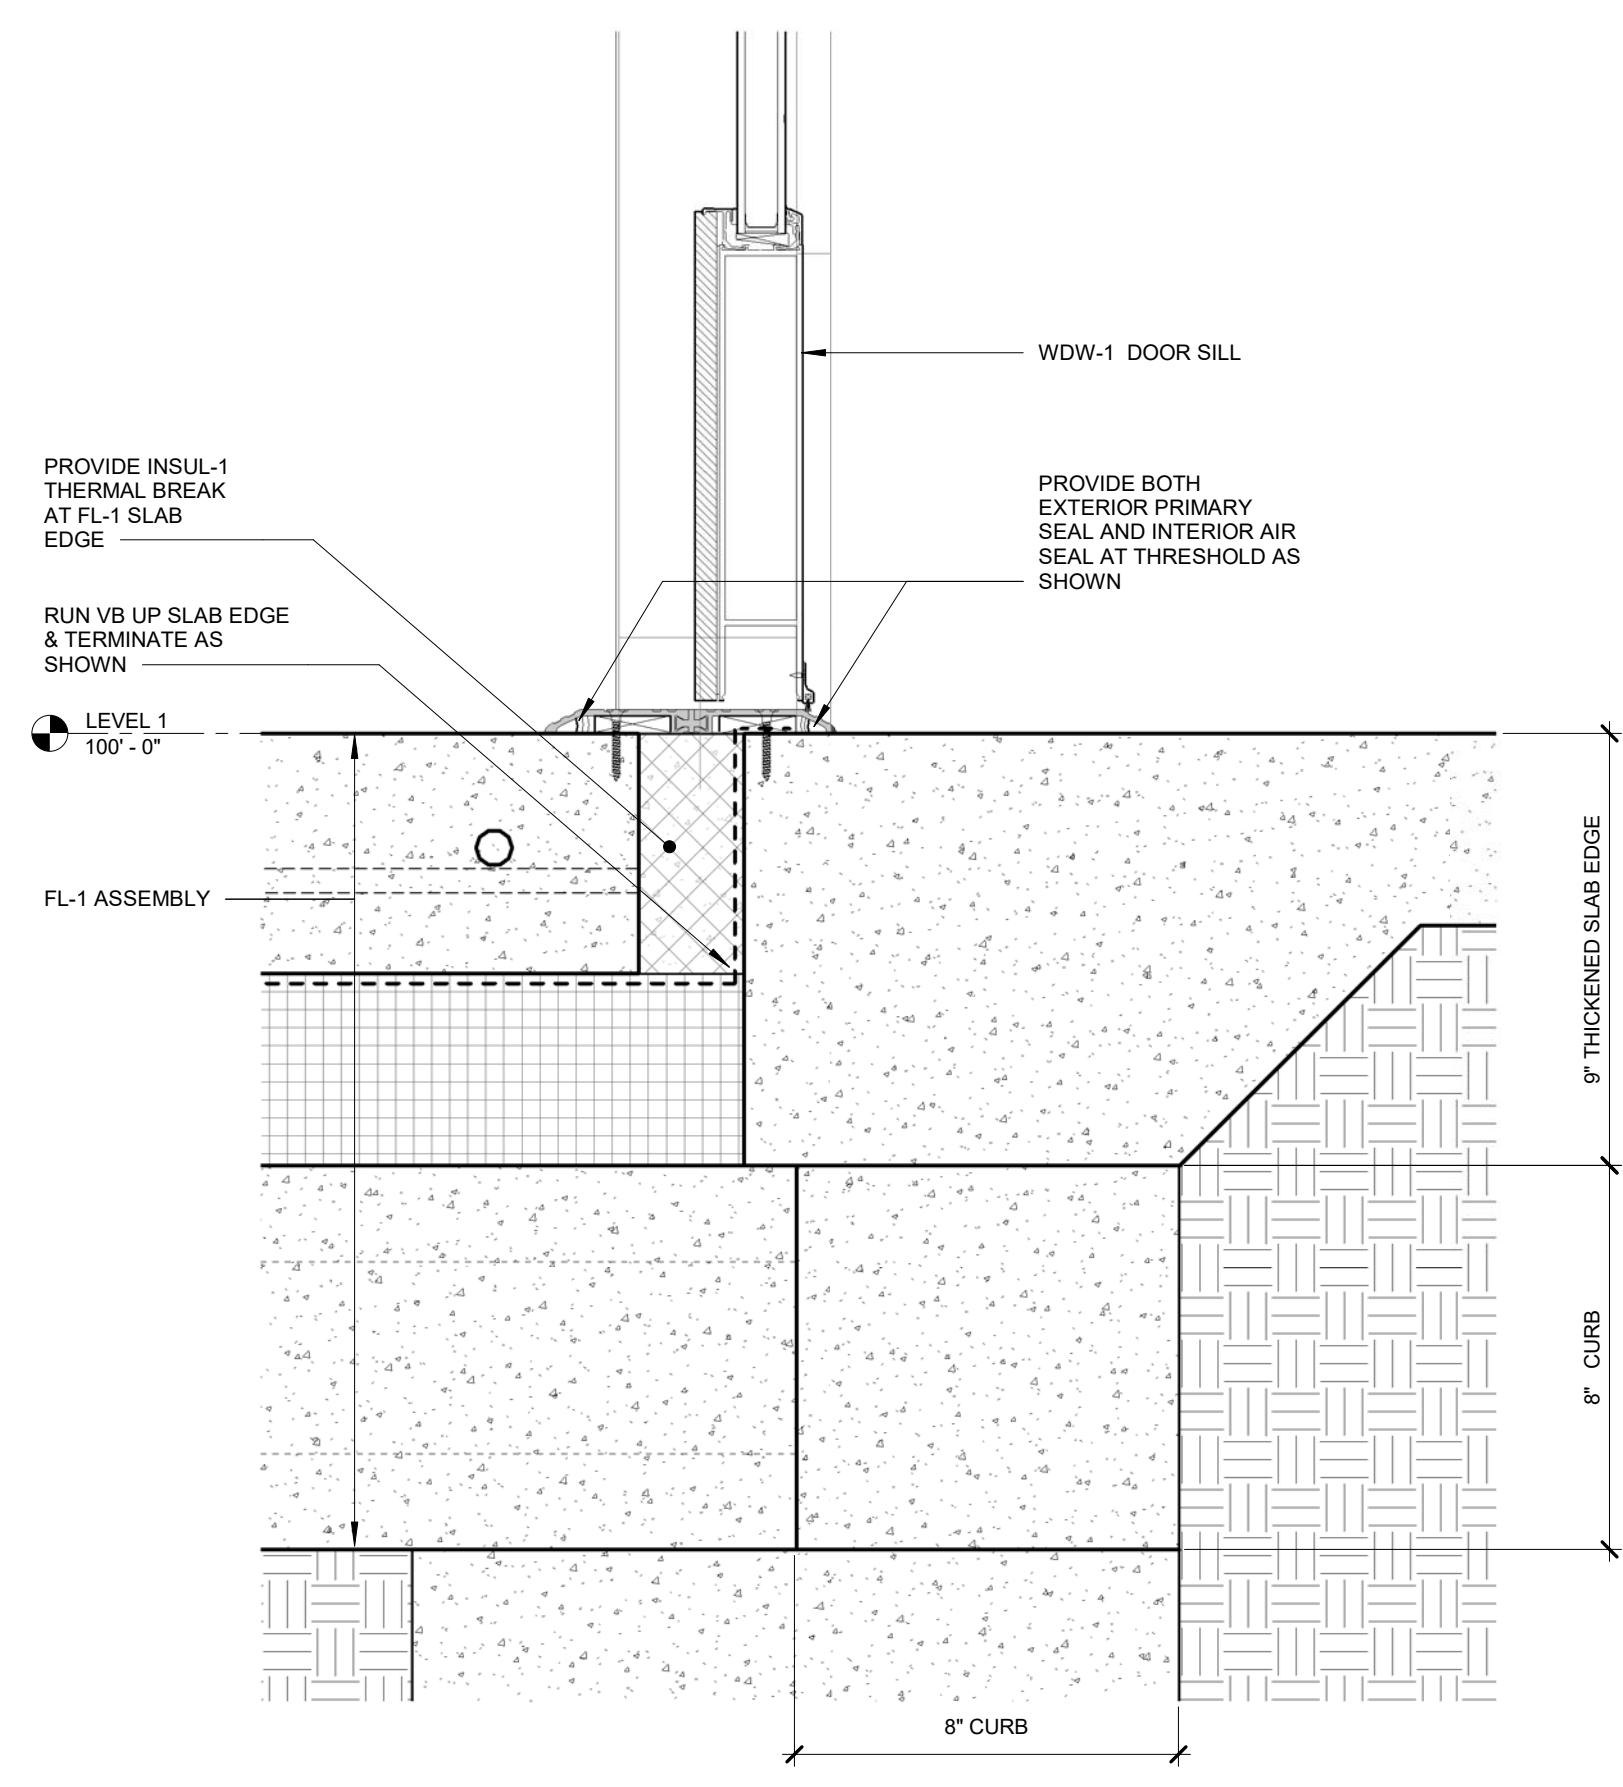 WDW-1 DOOR SILL
PROVIDE INSUL-1
THERMAL BREAK
AT FL-1 SLAB
EDGE
PROVIDE BOTH
EXTERIOR PRIMARY
SEAL AND INTERIOR AIR
SEAL AT THRESHOLD AS
SHOWN
RUN VB UP SLAB EDGE
& TERMINATE AS
SHOWN
LEVEL 1
100' - 0"
FL-1 ASSEMBLY
9" THICKENED SLAB EDGE
8" CURB
8" CURB